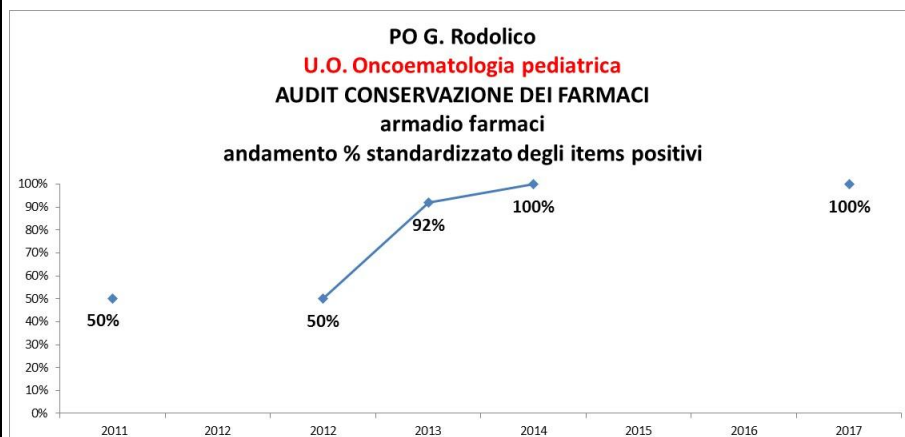 PO G. Rodolico
U.O. Oncoematologia pediatrica
AUDIT CONSERVAZIONE DEI FARMACI
armadio farmaci
andamento % standardizzato degli items positivi
100%
90%
80%
70%
60%
50%
40%
30%
20%
10%
0%
50%
50%
92%
100%
100%
2011 2012 2012 2013 2014 2015 2016 2017